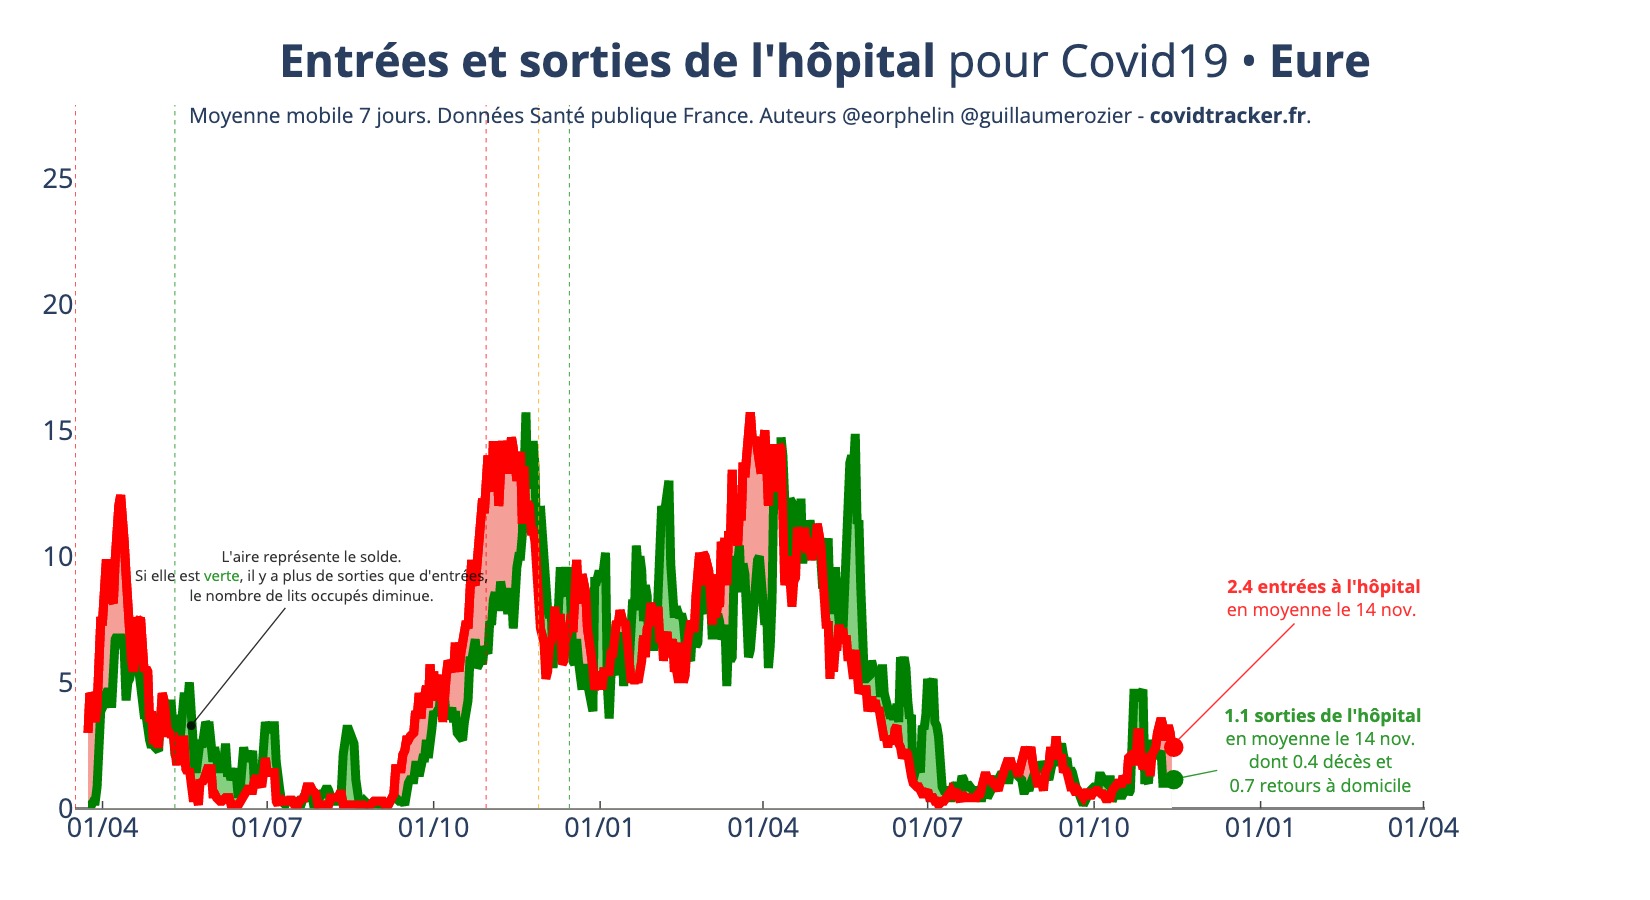 Entrées et sorties de l'hôpital pour Covid19 • Eure
Moyenne mobile 7 jours. Données Santé publique France. Auteurs @eorphelin @guillaumerozier - covidtracker.fr.
25
20
15
10
5
0
L'aire représente le solde.
Si elle est verte, il y a plus de sorties que d'entrées,
le nombre de lits occupés diminue.
2.4 entrées à l'hôpital
en moyenne le 14 nov.
1.1 sorties de l'hôpital
en moyenne le 14 nov.
dont 0.4 décès et
0.7 retours à domicile
01/04 01/07 01/10 01/01 01/04 01/07 01/10 01/01 01/04